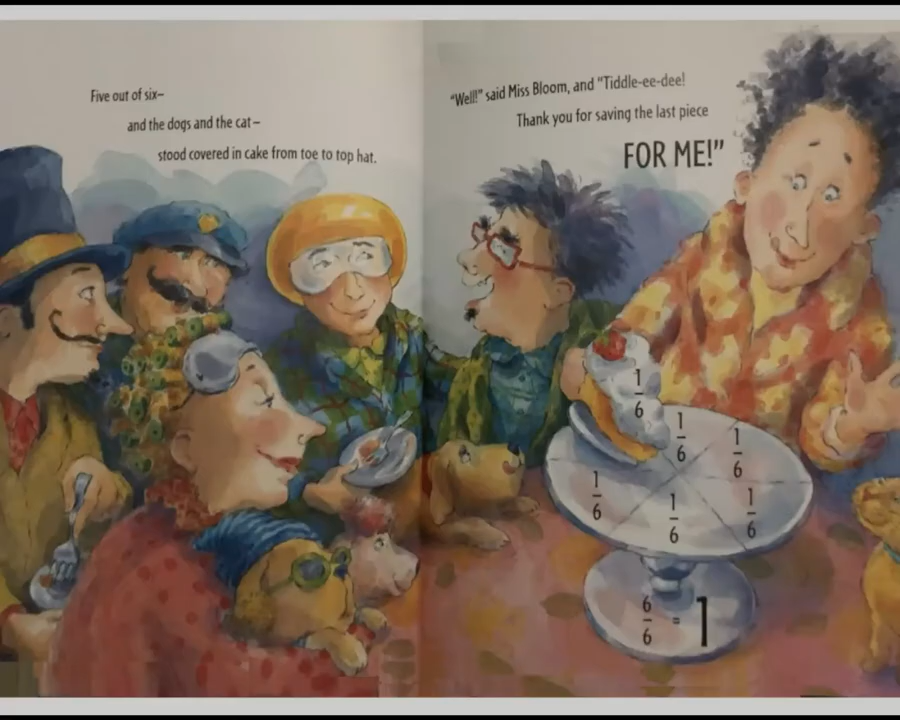 Five out of six–
and the dogs and the cat–
stood covered in cake from toe to top hat.
“Well!” said Miss Bloom, and “Tiddle-ee-dee!
Thank you for saving the last piece
FOR ME!”
1/6
1/6
1/6
1/6
1/6
1/6
6/6 = 1